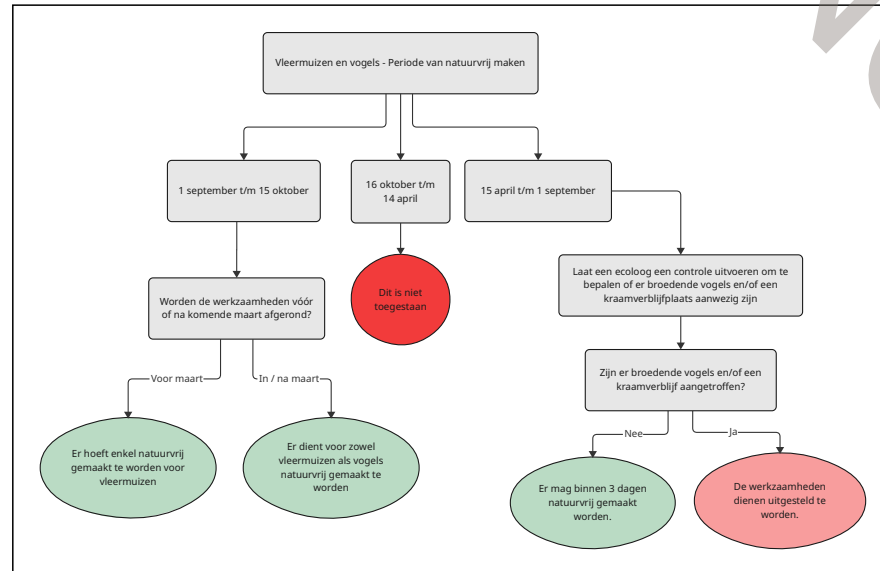 Vleermuizen en vogels - Periode van natuurvrij maken
1 september t/m 15 oktober
16 oktober t/m
14 april
15 april t/m 1 september
Dit is niet
toegestaan
Laat een ecoloog een controle uitvoeren om te
bepalen of er broedende vogels en/of een
kraamverblijfplaats aanwezig zijn
Worden de werkzaamheden vóór
of na komende maart afgerond?
Zijn er broedende vogels en/of een
kraamverblijf aangetroffen?
Voor maart
In / na maart
Nee
Ja
Er hoeft enkel natuurvrij
gemaakt te worden voor
vleermuizen
Er dient voor zowel
vleermuizen als vogels
natuurvrij gemaakt te
worden
Er mag binnen 3 dagen
natuurvrij gemaakt
worden.
De werkzaamheden
dienen uitgesteld te
worden.